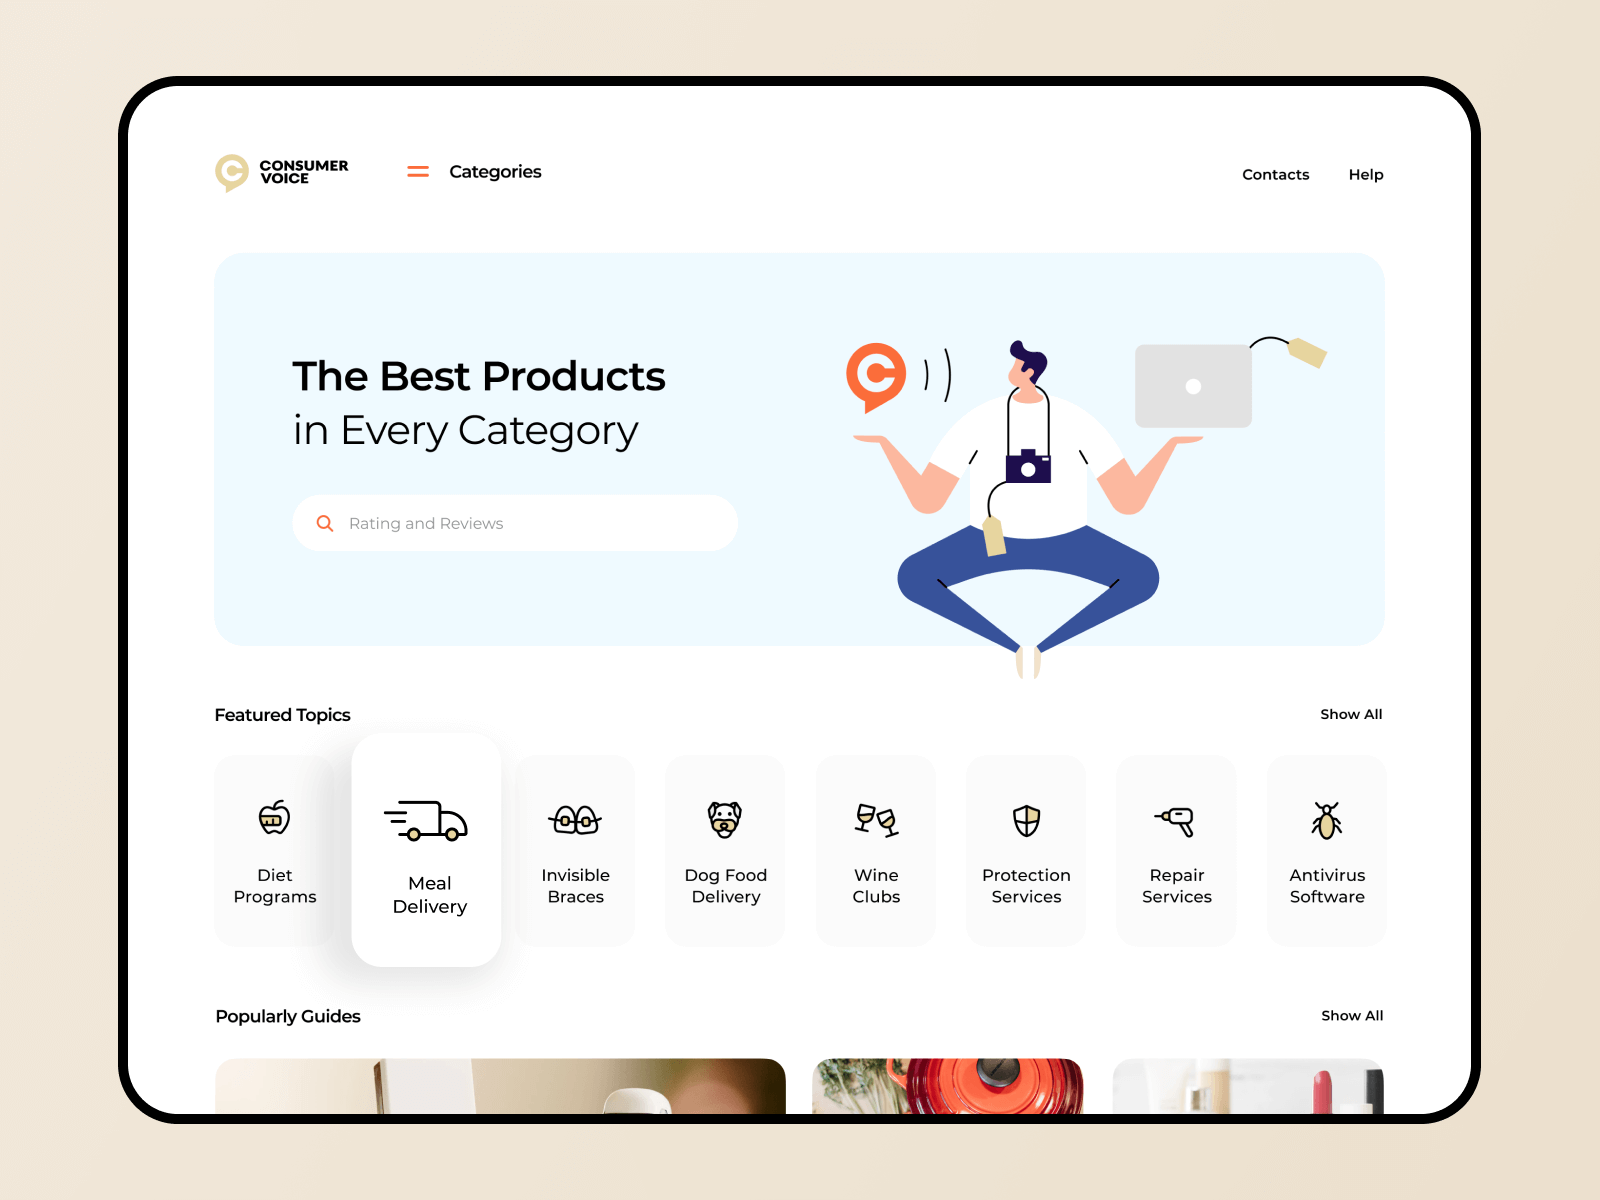 CONSUMER
VOICE
Categories
Contacts
Help
The Best Products
in Every Category
Rating and Reviews
Featured Topics
Show All
Diet
Programs
Meal
Delivery
Invisible
Braces
Dog Food
Delivery
Wine
Clubs
Protection
Services
Repair
Services
Antivirus
Software
Popularly Guides
Show All